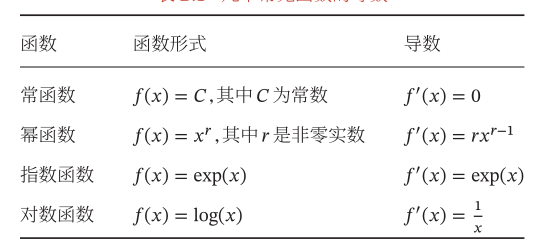 函数 函数形式 导数
常函数 f(x) = C，其中 C 为常数 f′(x) = 0
幂函数 f(x) = x^r，其中 r 是非零实数 f′(x) = rx^{r−1}
指数函数 f(x) = exp(x) f′(x) = exp(x)
对数函数 f(x) = log(x) f′(x) = 1/x